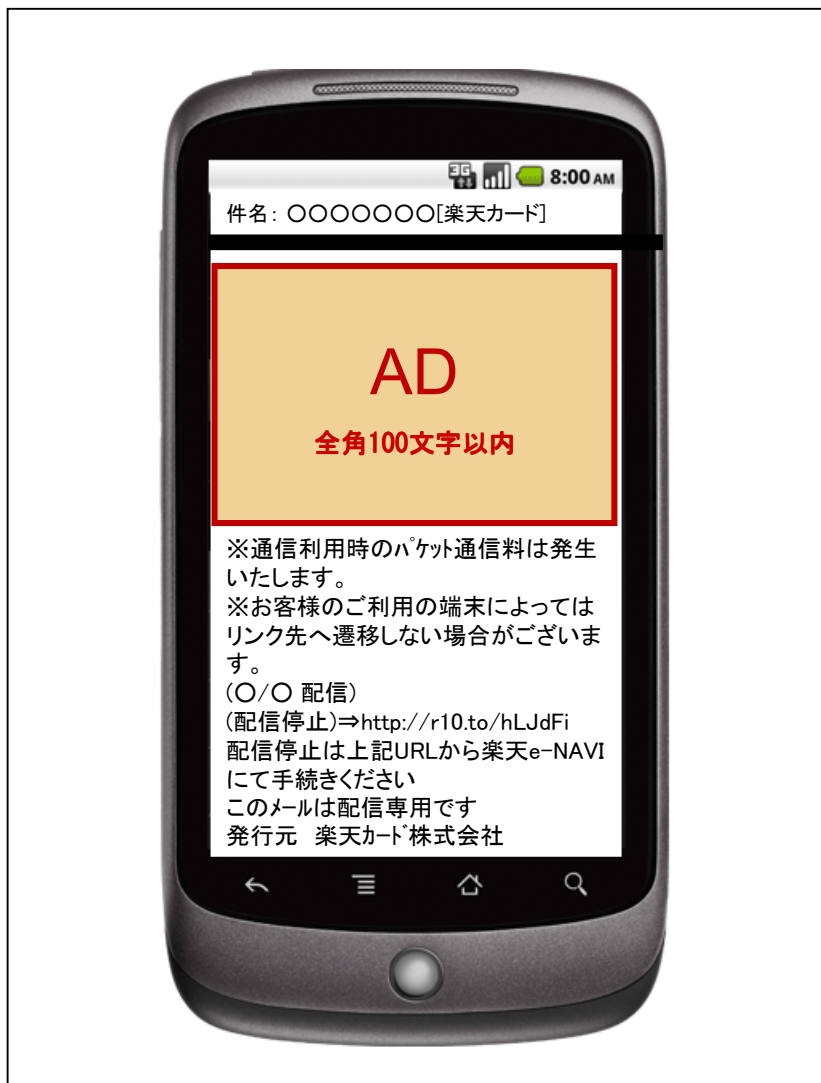 3G
8:00 AM
件名： 〇〇〇〇〇〇〇[楽天カード]
AD
全角100文字以内
※通信利用時のﾊﾟｹｯﾄ通信料は発生
いたします。
※お客様のご利用の端末によっては
リンク先へ遷移しない場合がございま
す。
(〇/〇 配信)
(配信停止)⇒http://r10.to/hLJdFi
配信停止は上記URLから楽天e-NAVI
にて手続きください
このﾒｰﾙは配信専用です
発行元　楽天ｶｰﾄﾞ株式会社